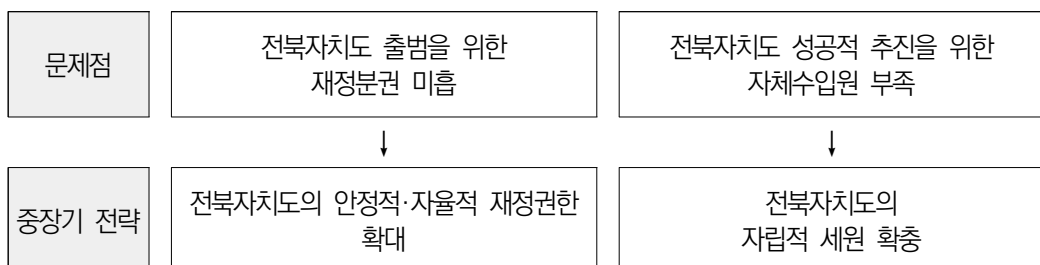 문제점
전북자치도 출범을 위한
재정분권 미흡
전북자치도 성공적 추진을 위한
자체수입원 부족
중장기 전략
전북자치도의 안정적·자율적 재정권한
확대
전북자치도의
자립적 세원 확충